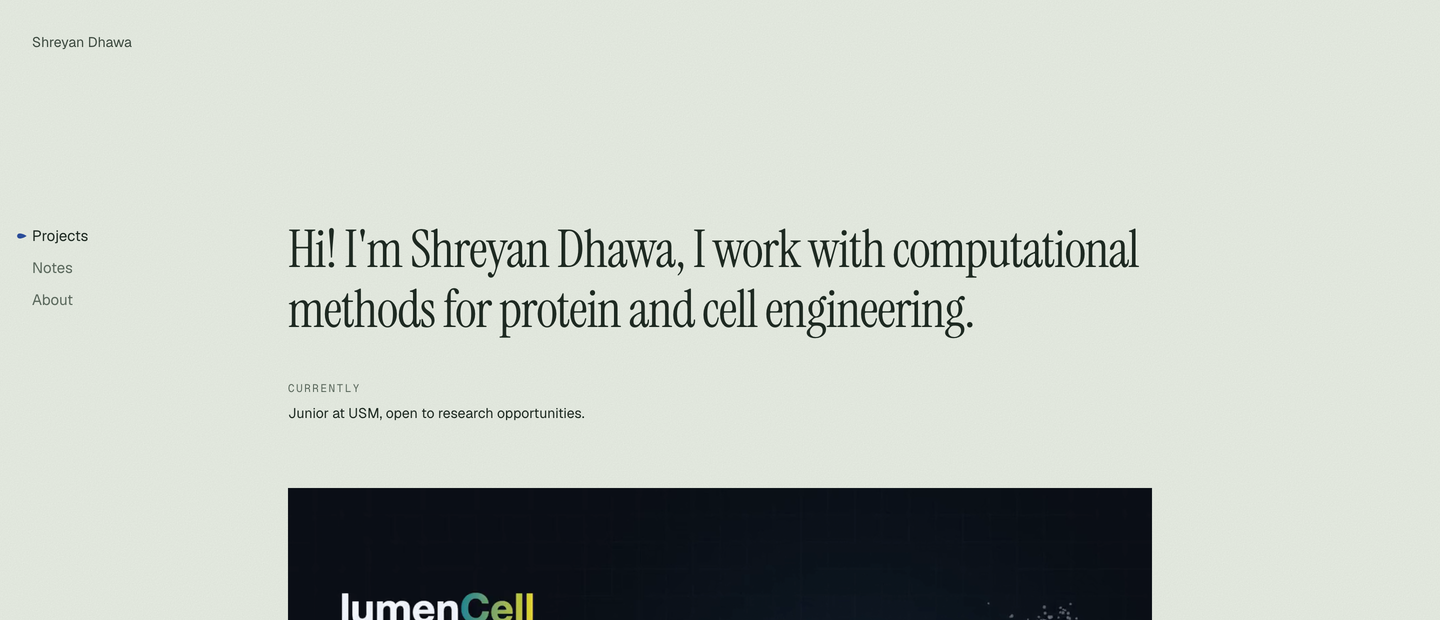 Shreyan Dhawa
Projects
Notes
About
Hi! I'm Shreyan Dhawa, I work with computational
methods for protein and cell engineering.
CURRENTLY
Junior at USM, open to research opportunities.
lumenCell